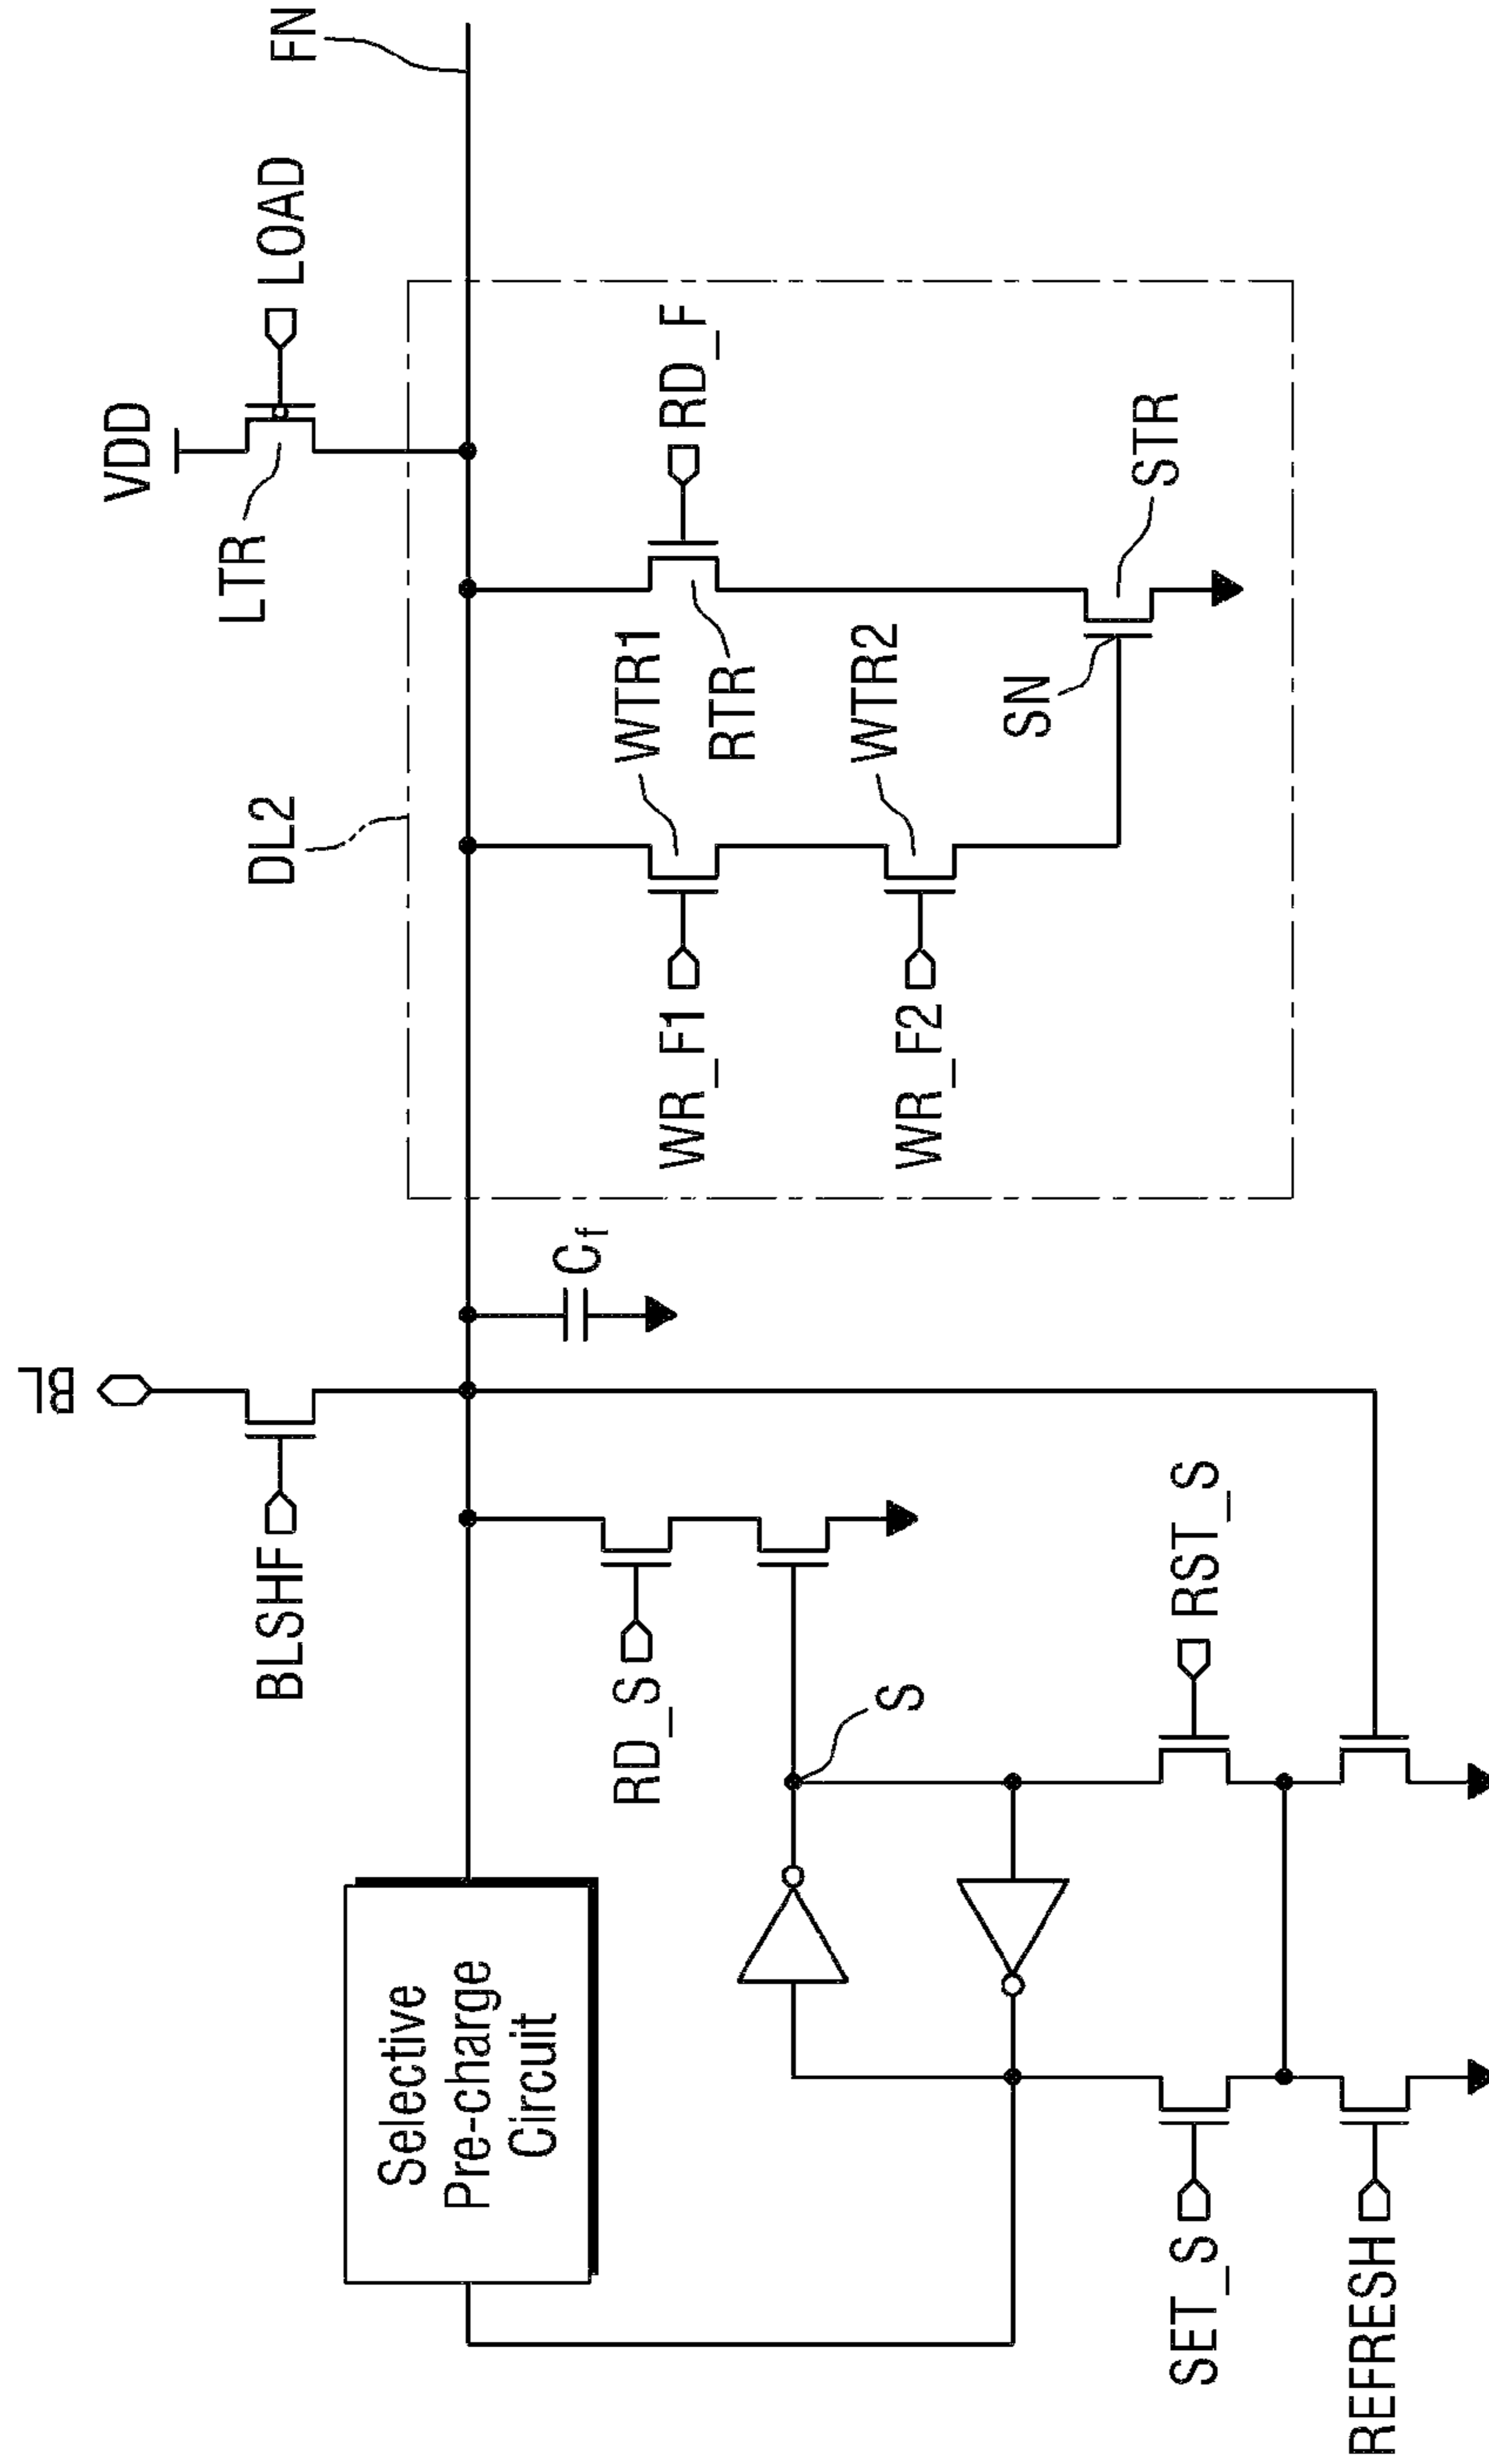 FN
LOAD
VDD
LTR
DL2
RD_F
WTR1
RTR
WTR2
STR
SN
WR_F1
WR_F2
Cf
BL
BLSHF
RD_S
S
RST_S
Selective
Pre-charge
Circuit
SET_S
REFRESH